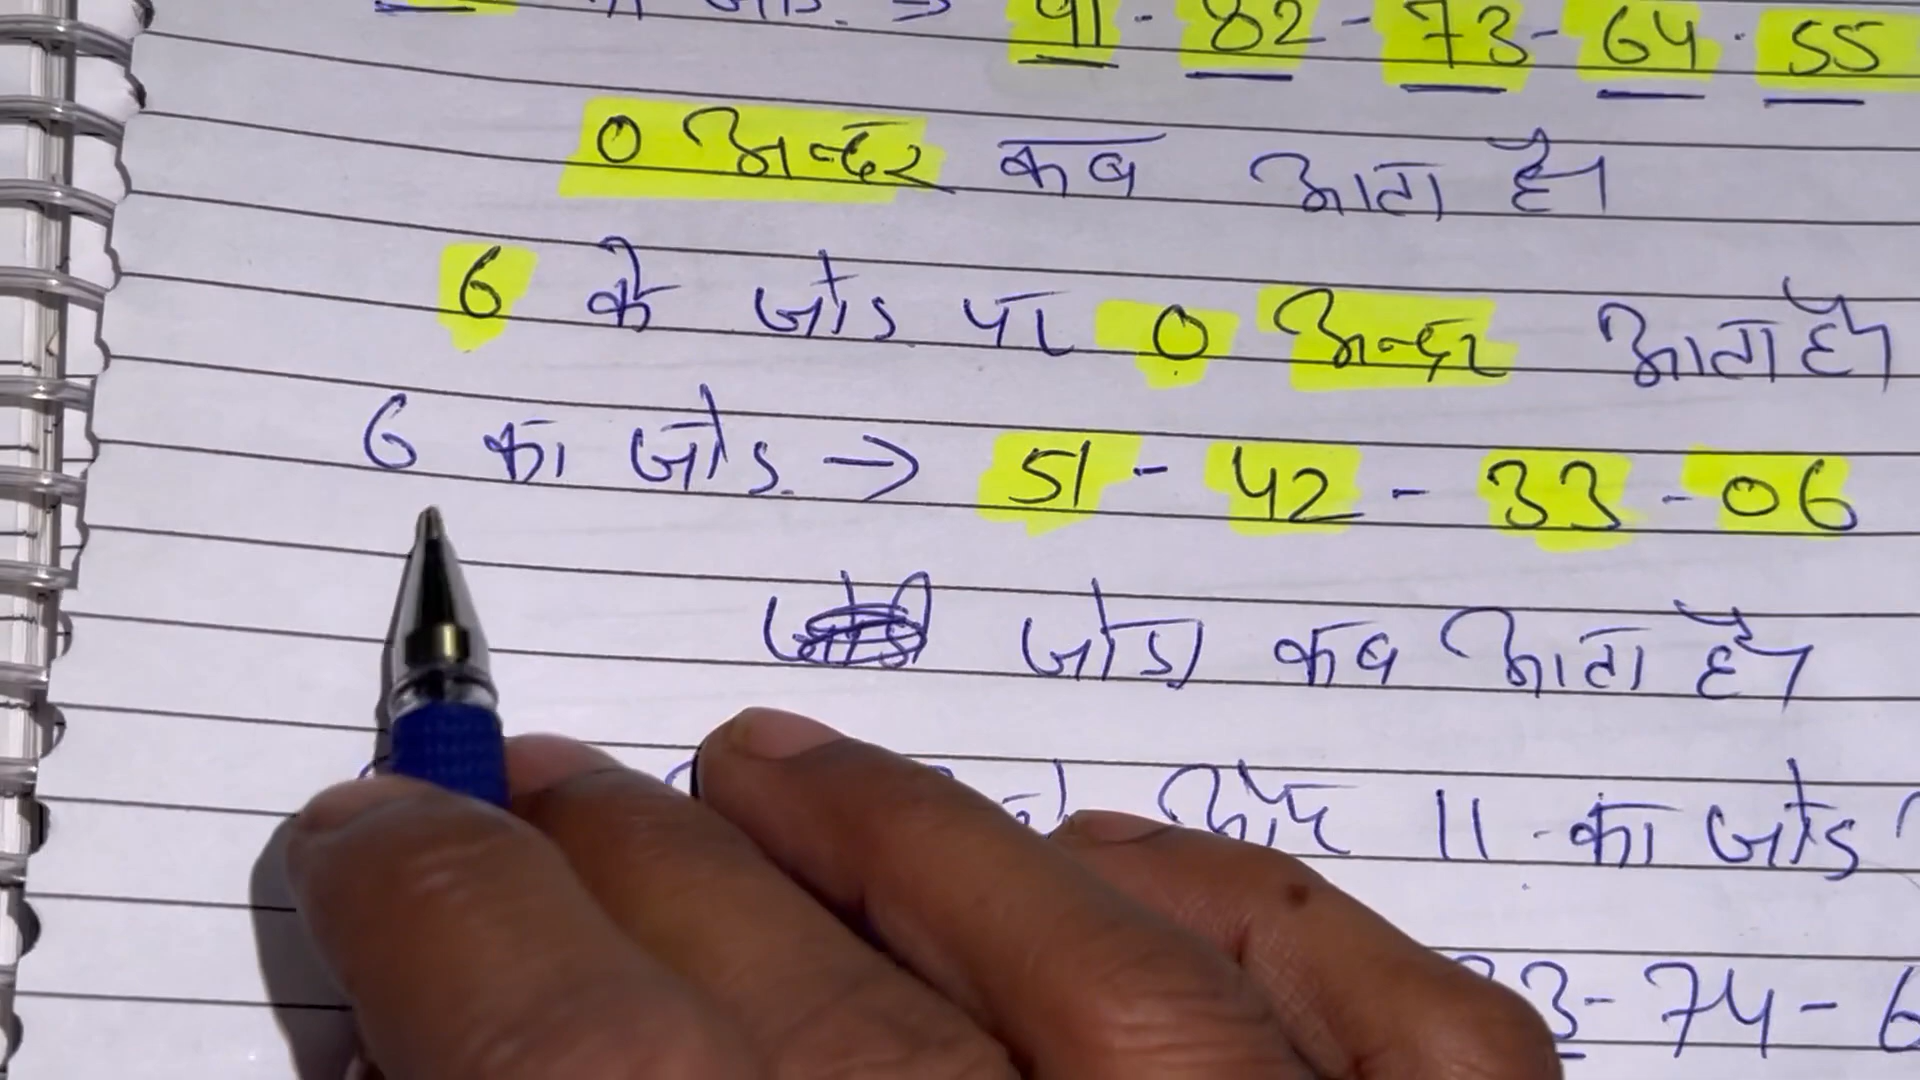 जोड. → 91 - 82 - 73 - 64 - 55
0 अन्दर कब आता है।
6 के जोड. पर 0 अन्दर आता है।
6 का जोड. → 51 - 42 - 33 - 06
जोड़ा कब आता है।
11 का जोड
3 - 74 - 6